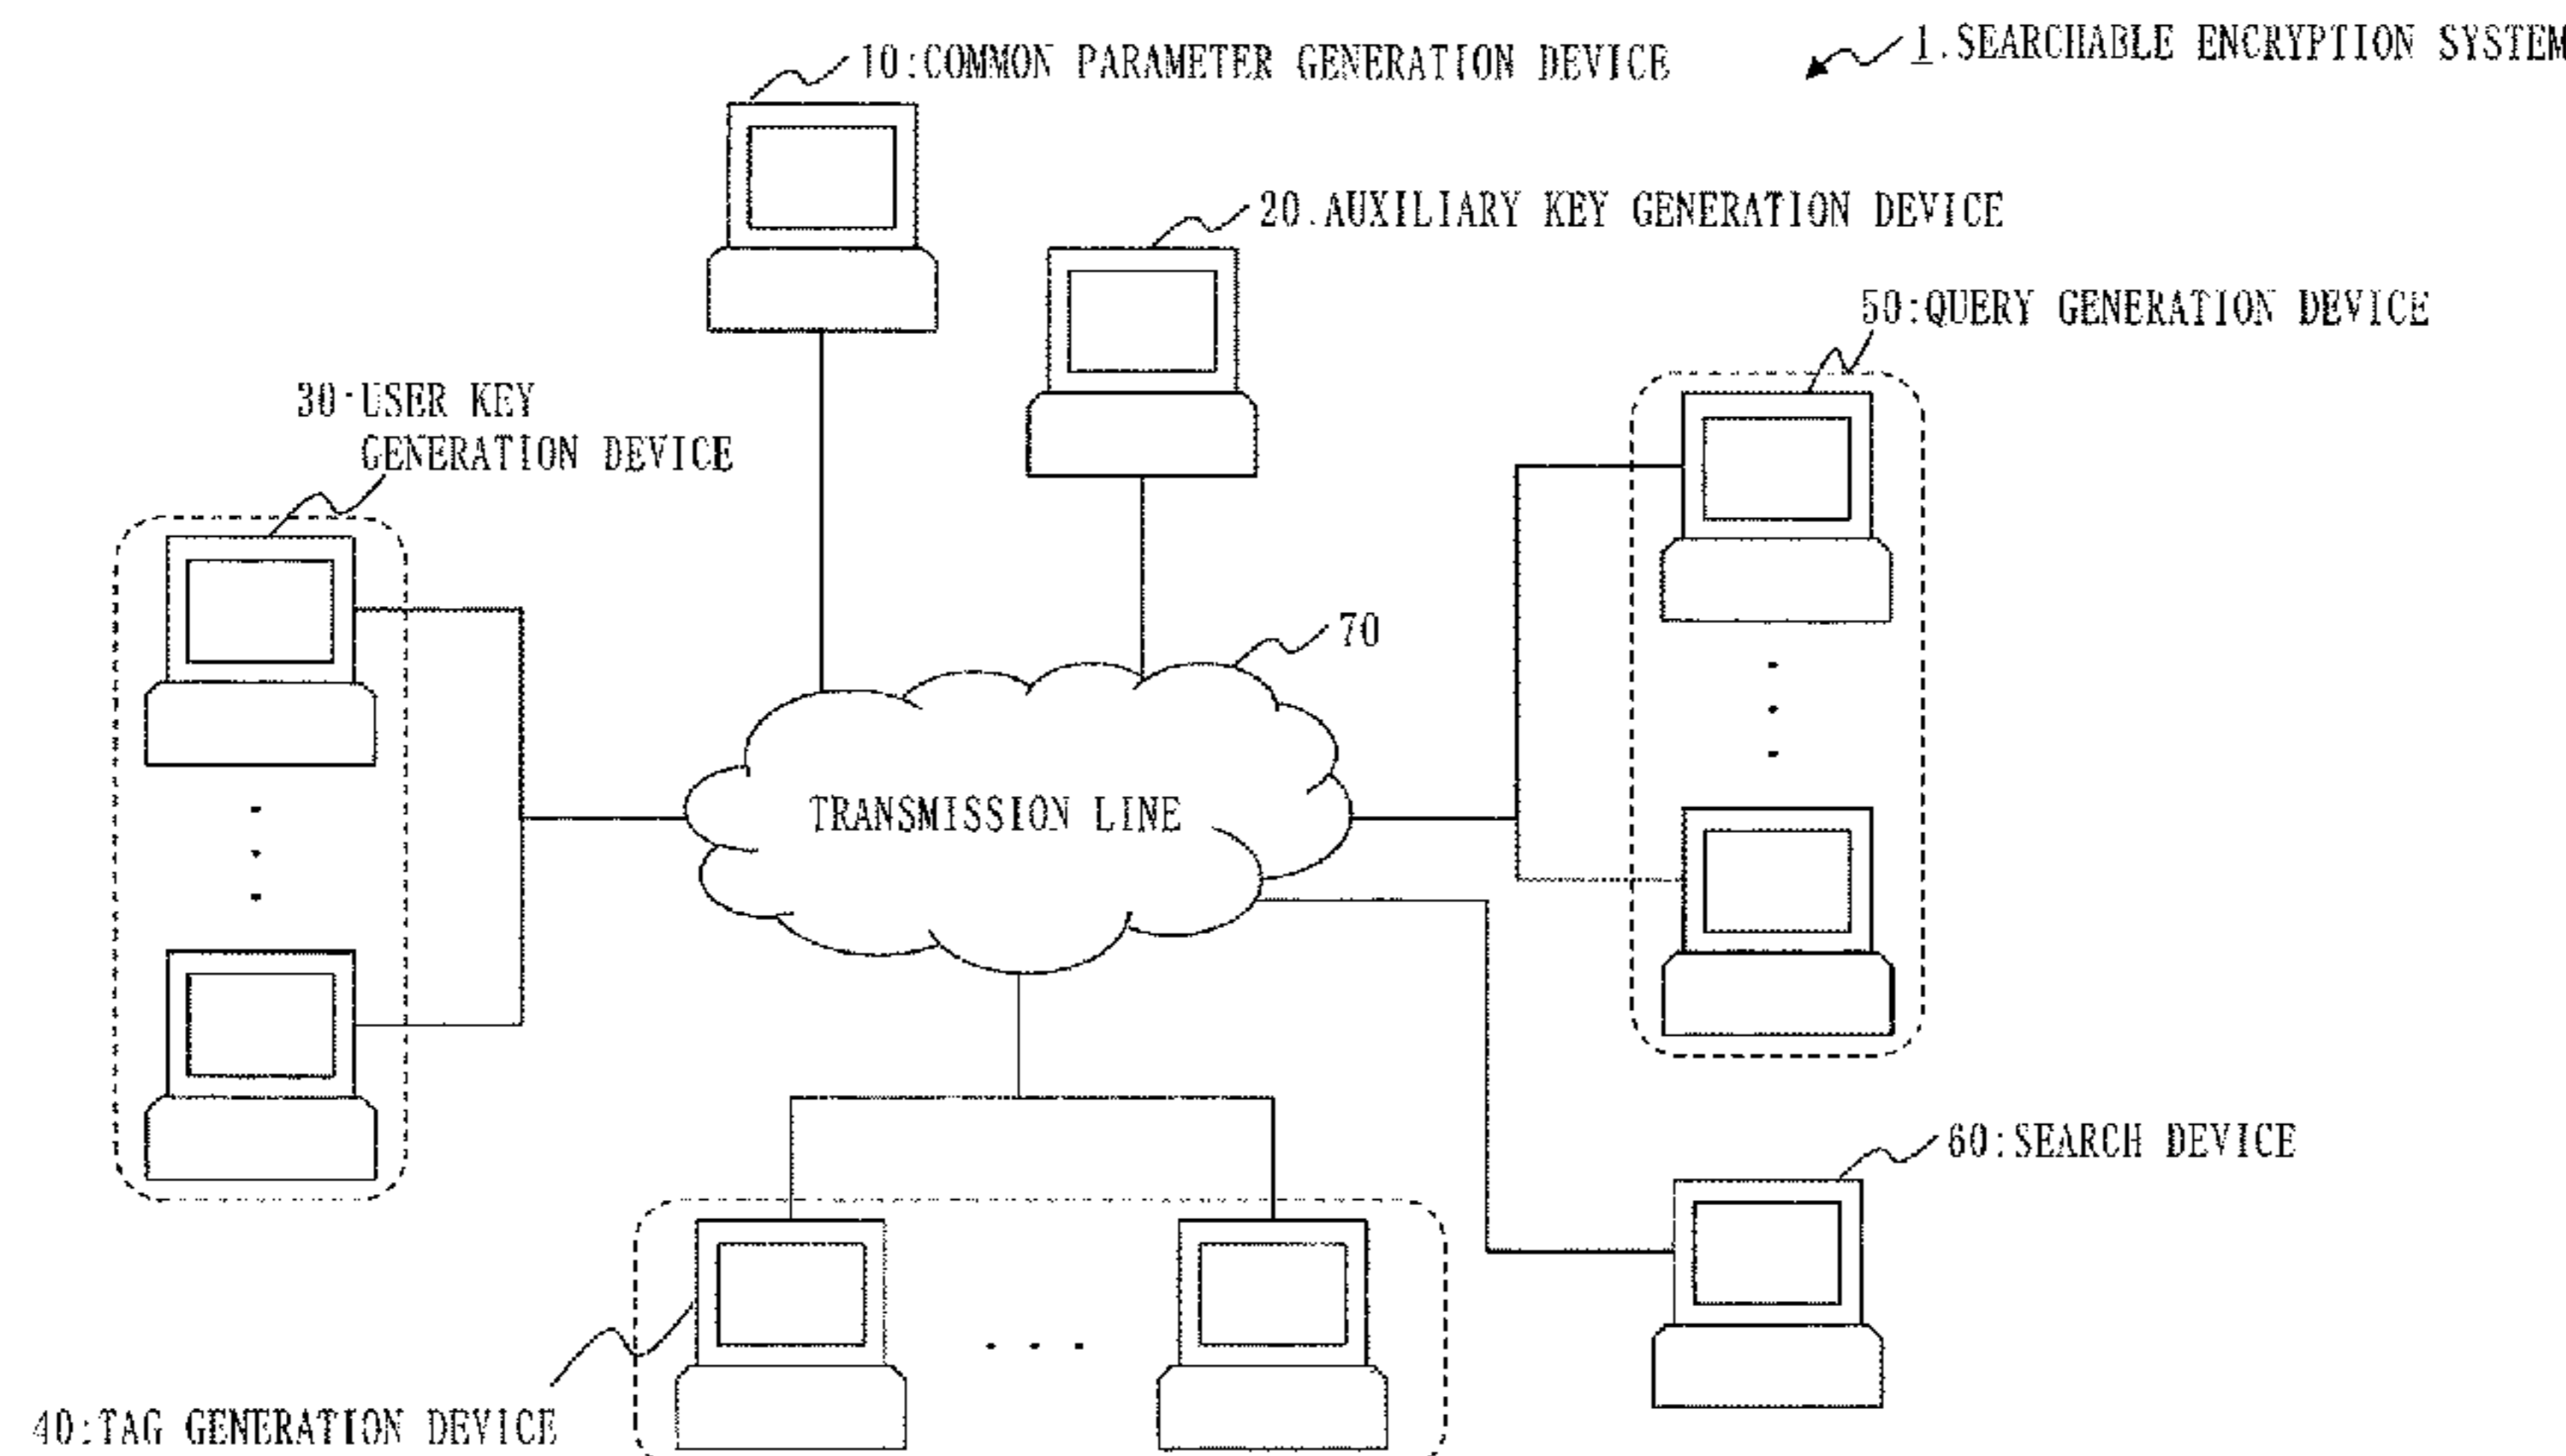 10:COMMON PARAMETER GENERATION DEVICE
1.SEARCHABLE ENCRYPTION SYSTEM
20.AUXILIARY KEY GENERATION DEVICE
50:QUERY GENERATION DEVICE
30·USER KEY
GENERATION DEVICE
70
TRANSMISSION LINE
60:SEARCH DEVICE
40:TAG GENERATION DEVICE